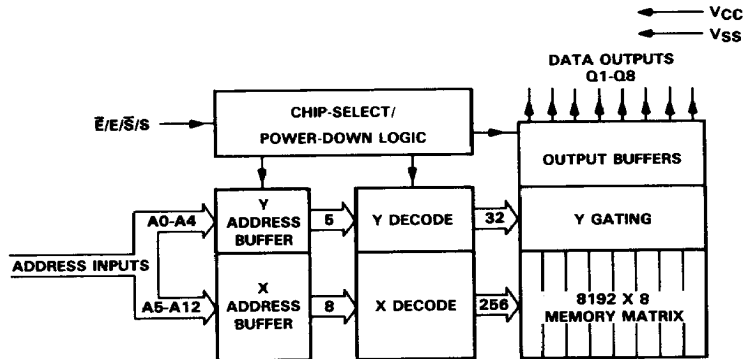 VCC
VSS
DATA OUTPUTS
Q1-Q8
E̅/E/S̅/S
CHIP-SELECT/
POWER-DOWN LOGIC
OUTPUT BUFFERS
A0-A4
Y
ADDRESS
BUFFER
5
Y DECODE
32
Y GATING
ADDRESS INPUTS
A5-A12
X
ADDRESS
BUFFER
8
X DECODE
256
8192 X 8
MEMORY MATRIX